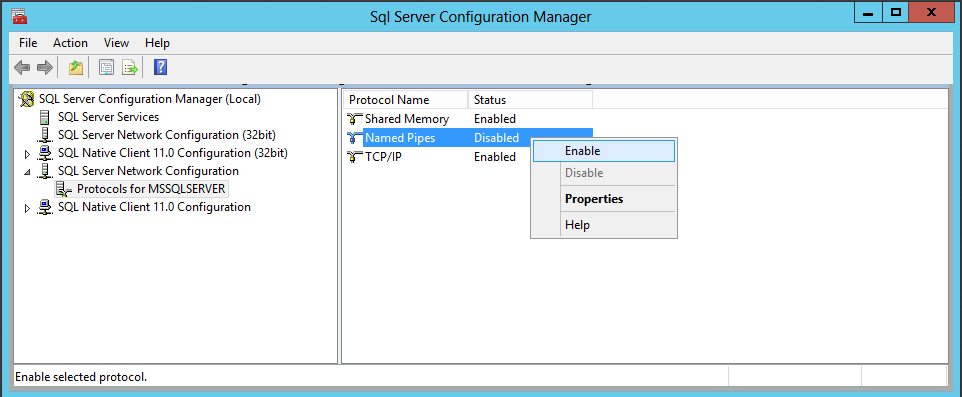 Sql Server Configuration Manager
File Action View Help
SQL Server Configuration Manager (Local)
SQL Server Services
SQL Server Network Configuration (32bit)
SQL Native Client 11.0 Configuration (32bit)
SQL Server Network Configuration
Protocols for MSSQLSERVER
SQL Native Client 11.0 Configuration
Protocol Name Status
Shared Memory Enabled
Named Pipes Disabled
TCP/IP Enabled
Enable
Disable
Properties
Help
Enable selected protocol.